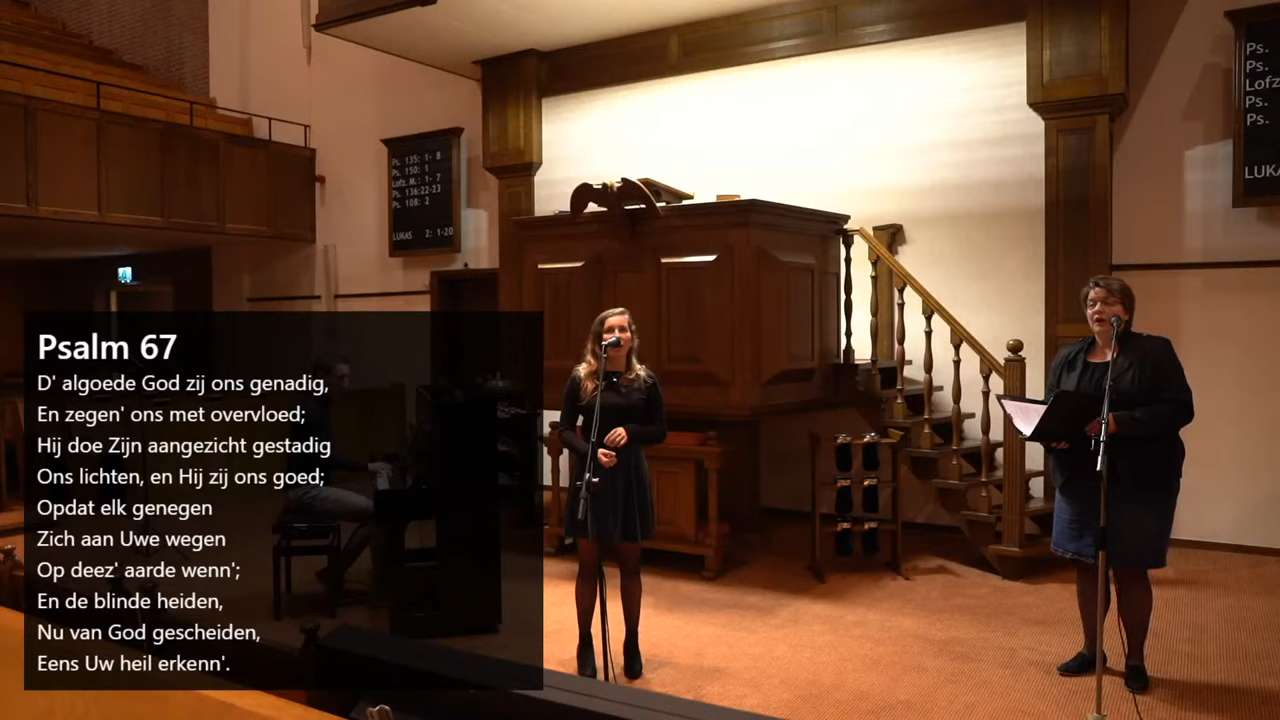 Psalm 67
D' algoede God zij ons genadig,
En zegen' ons met overvloed;
Hij doe Zijn aangezicht gestadig
Ons lichten, en Hij zij ons goed;
Opdat elk genegen
Zich aan Uwe wegen
Op deez' aarde wenn';
En de blinde heiden,
Nu van God gescheiden,
Eens Uw heil erkenn'.
Ps. 135: 1- 8
Ps. 150: 1
Lofz. M.: 1- 7
Ps. 136:22-23
Ps. 108: 2
LUKAS 2: 1-20
Ps.
Ps.
Lofz
Ps.
Ps.
LUKA